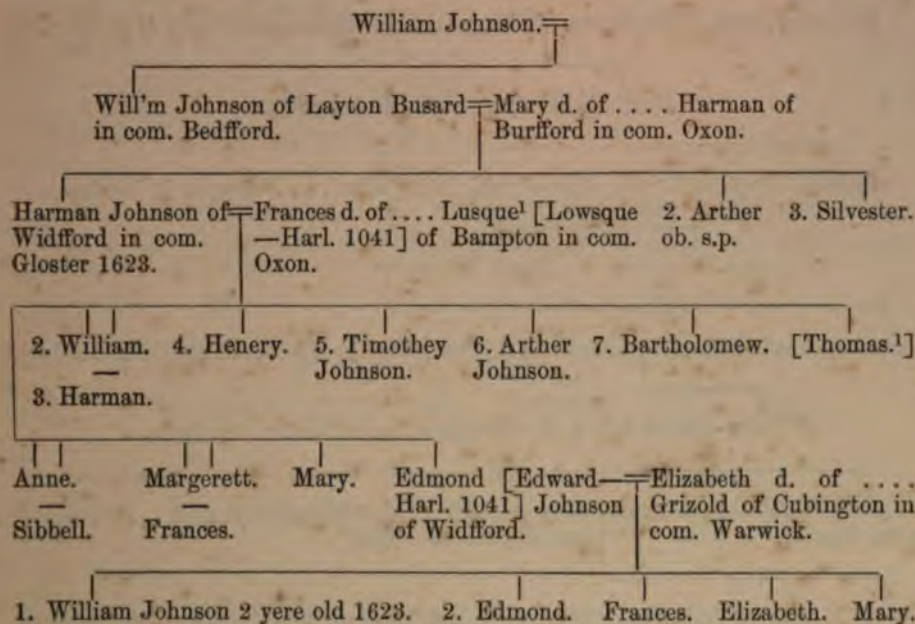 William Johnson.
Will'm Johnson of Layton Busard Mary d. of .... Harman of
in com. Bedfford. Burfford in com. Oxon.
Harman Johnson of Frances d. of .... Lusque¹ [Lowsque 2. Arther 3. Silvester.
Widfford in com. —Harl. 1041] of Bampton in com. ob. s.p.
Gloster 1623. Oxon.
2. William. 4. Henery. 5. Timothey 6. Arther 7. Bartholomew. [Thomas.¹]
— Johnson. Johnson.
3. Harman.
Anne. Margerett. Mary. Edmond [Edward— Elizabeth d. of ....
— — Harl. 1041] Johnson Grizold of Cubington in
Sibbell. Frances. of Widfford. com. Warwick.
1. William Johnson 2 yere old 1623. 2. Edmond. Frances. Elizabeth. Mary.